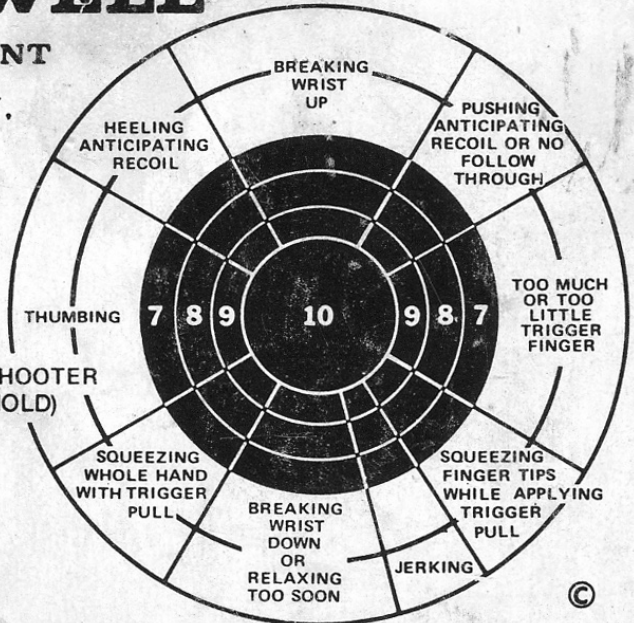 WELL
NT
BREAKING
WRIST
UP
PUSHING
ANTICIPATING
RECOIL OR NO
FOLLOW
THROUGH
HEELING
ANTICIPATING
RECOIL
TOO MUCH
OR TOO
LITTLE
TRIGGER
FINGER
THUMBING
7 8 9 10 9 8 7
HOOTER
OLD)
SQUEEZING
WHOLE HAND
WITH TRIGGER
PULL
BREAKING
WRIST
DOWN
OR
RELAXING
TOO SOON
JERKING
SQUEEZING
FINGER TIPS
WHILE APPLYING
TRIGGER
PULL
©